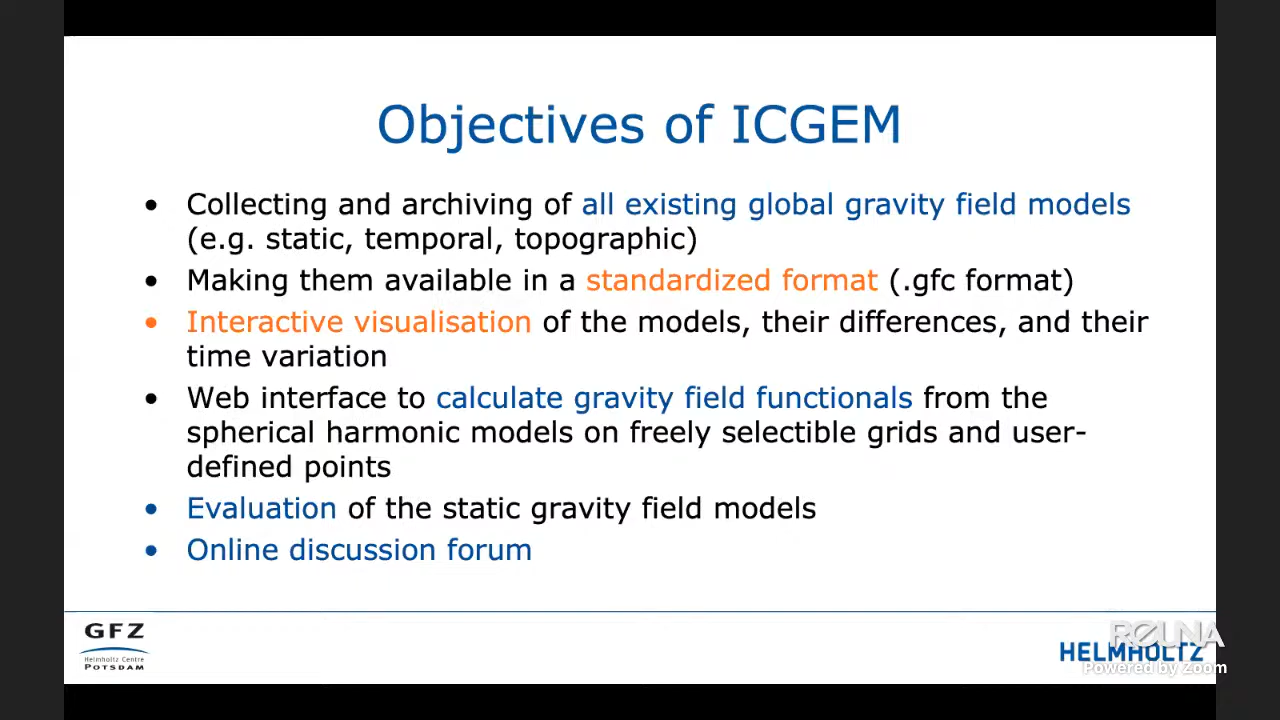 Objectives of ICGEM
• Collecting and archiving of all existing global gravity field models
(e.g. static, temporal, topographic)
• Making them available in a standardized format (.gfc format)
• Interactive visualisation of the models, their differences, and their
time variation
• Web interface to calculate gravity field functionals from the
spherical harmonic models on freely selectible grids and user-
defined points
• Evaluation of the static gravity field models
• Online discussion forum
GFZ
Helmholtz Centre
POTSDAM
HELMHOLTZ
REUNA
Powered by Zoom